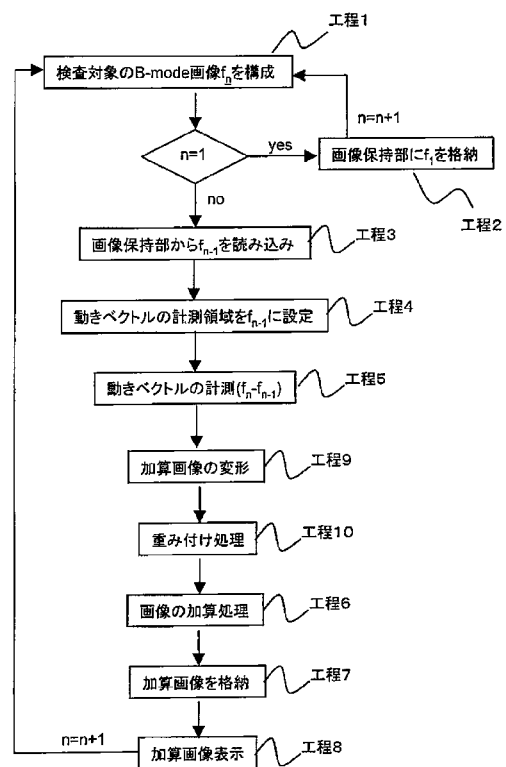 工程1
検査対象のB-mode画像fnを構成
n=n+1
n=1
yes
画像保持部にf1を格納
no
工程2
画像保持部からfn-1を読み込み
工程3
動きベクトルの計測領域をfn-1に設定
工程4
動きベクトルの計測(fn-fn-1)
工程5
加算画像の変形
工程9
重み付け処理
工程10
画像の加算処理
工程6
加算画像を格納
工程7
n=n+1
加算画像表示
工程8